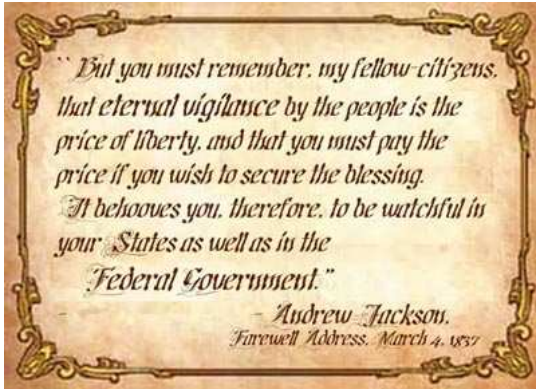 `` But you must remember, my fellow-citizens,
that eternal vigilance by the people is the
price of liberty, and that you must pay the
price if you wish to secure the blessing.
It behooves you, therefore, to be watchful in
your States as well as in the
Federal Government."
- Andrew Jackson,
Farewell Address, March 4, 1837